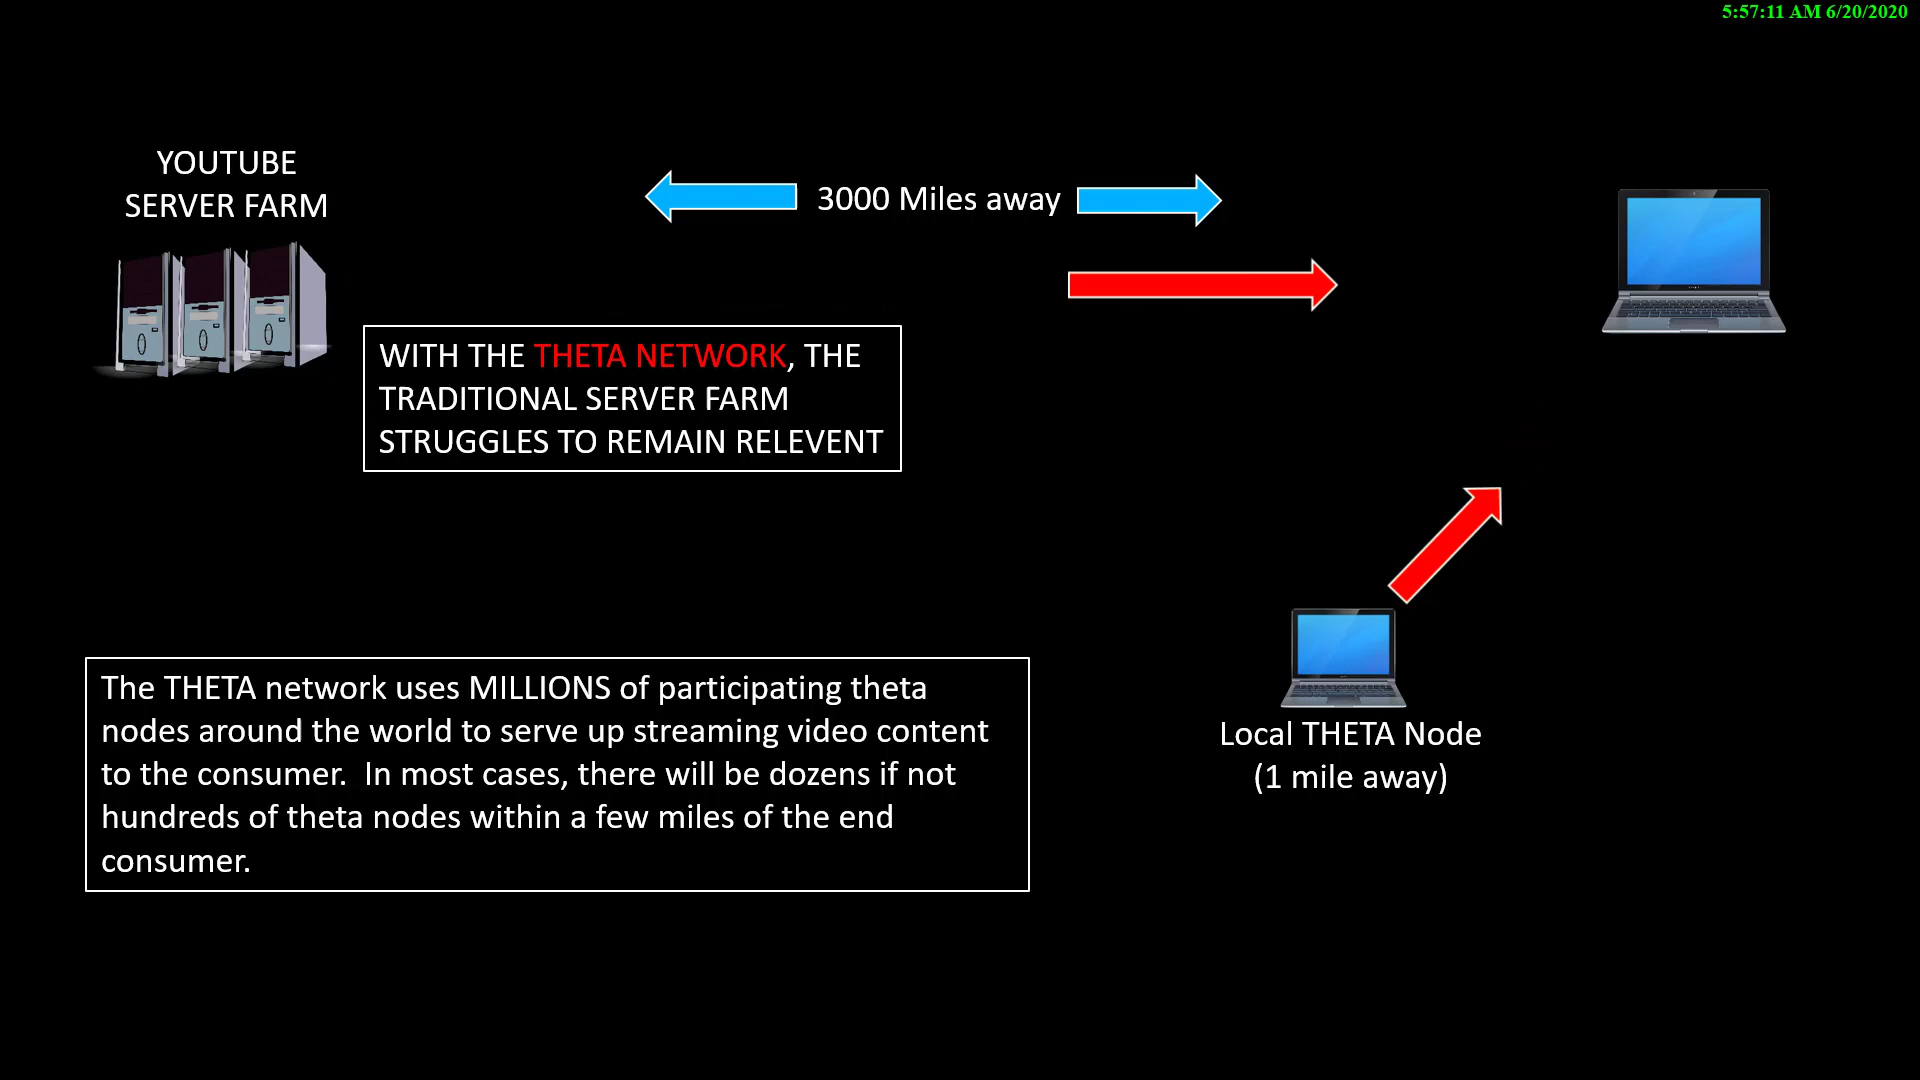 5:57:11 AM 6/20/2020
YOUTUBE
SERVER FARM
3000 Miles away
WITH THE THETA NETWORK, THE
TRADITIONAL SERVER FARM
STRUGGLES TO REMAIN RELEVENT
The THETA network uses MILLIONS of participating theta
nodes around the world to serve up streaming video content
to the consumer.  In most cases, there will be dozens if not
hundreds of theta nodes within a few miles of the end
consumer.
Local THETA Node
(1 mile away)